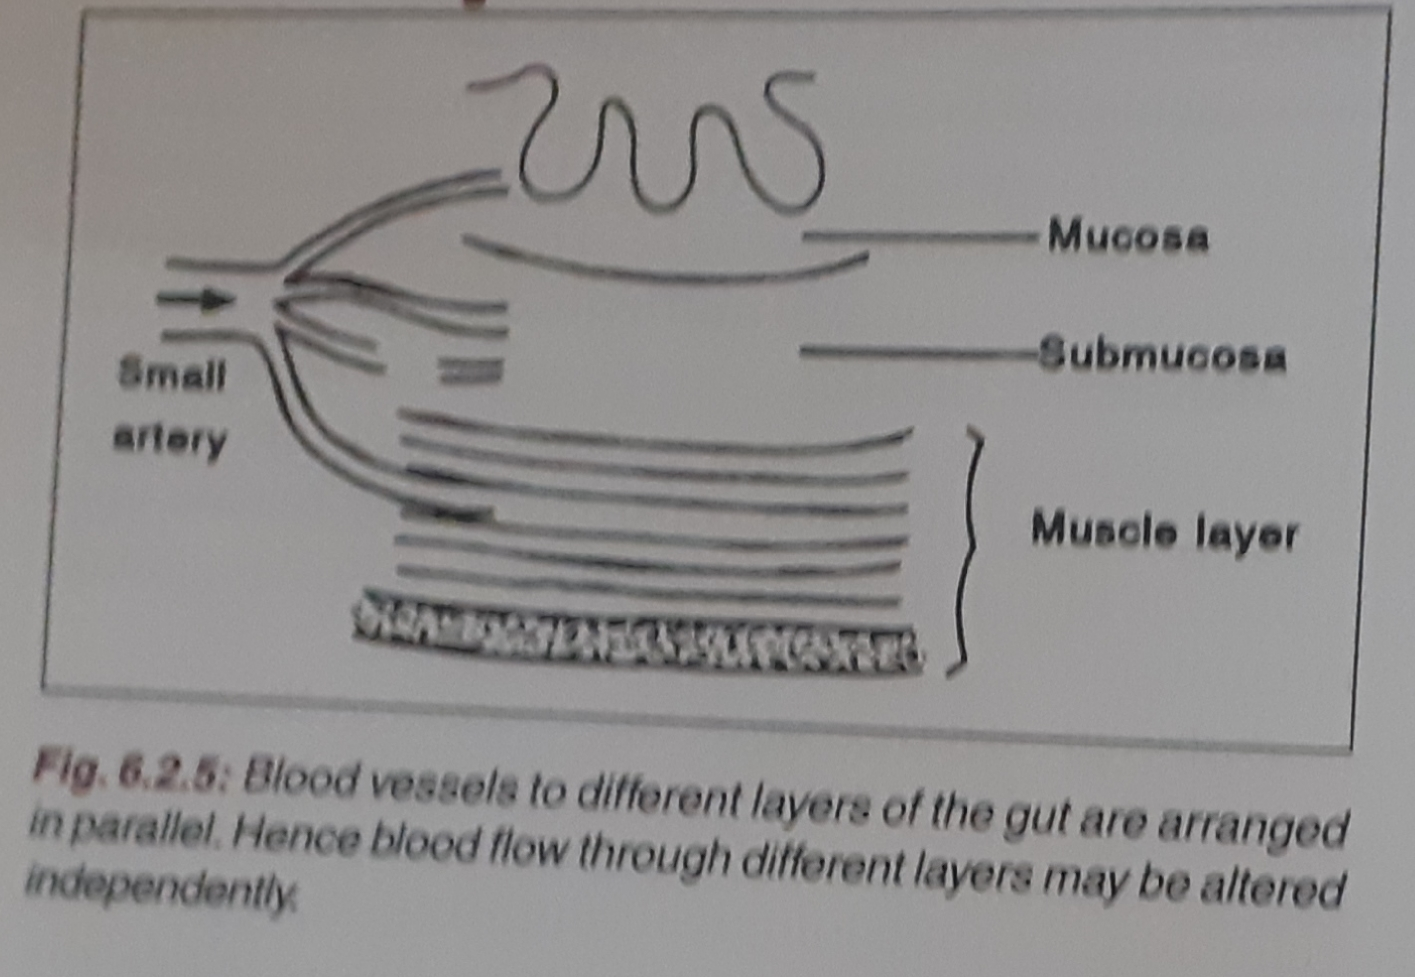 Mucosa
Submucosa
Small
artery
Muscle layer
Fig. 6.2.5: Blood vessels to different layers of the gut are arranged
in parallel. Hence blood flow through different layers may be altered
independently.